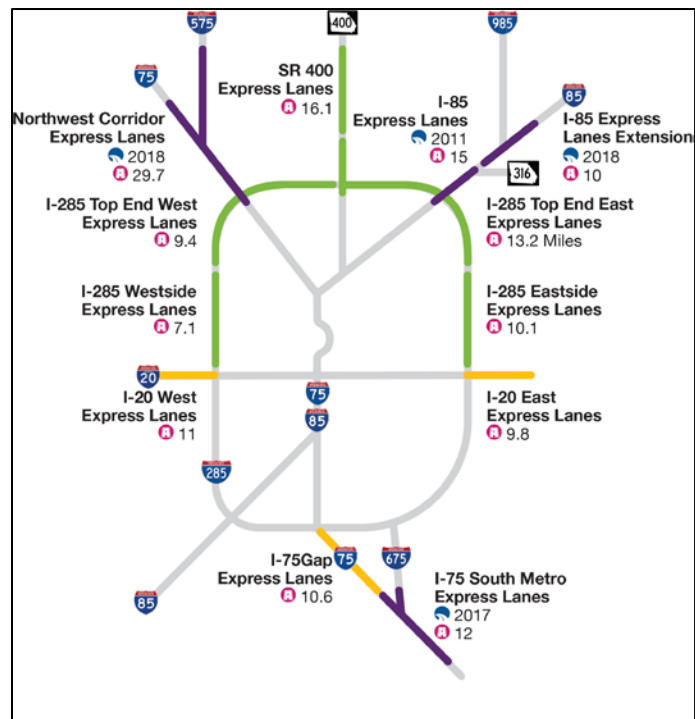 575
400
985
75
85
SR 400
Express Lanes
16.1
I-85
Express
Lanes
2011
15
I-85 Express
Lanes Extension
2018
10
Northwest Corridor
Express Lanes
2018
29.7
316
I-285 Top End West
Express Lanes
9.4
I-285 Top End East
Express Lanes
13.2 Miles
I-285 Westside
Express Lanes
7.1
I-285 Eastside
Express Lanes
10.1
20
75
85
I-20 West
Express Lanes
11
I-20 East
Express Lanes
9.8
285
I-75Gap
Express Lanes
10.6
75
675
85
I-75 South Metro
Express Lanes
2017
12